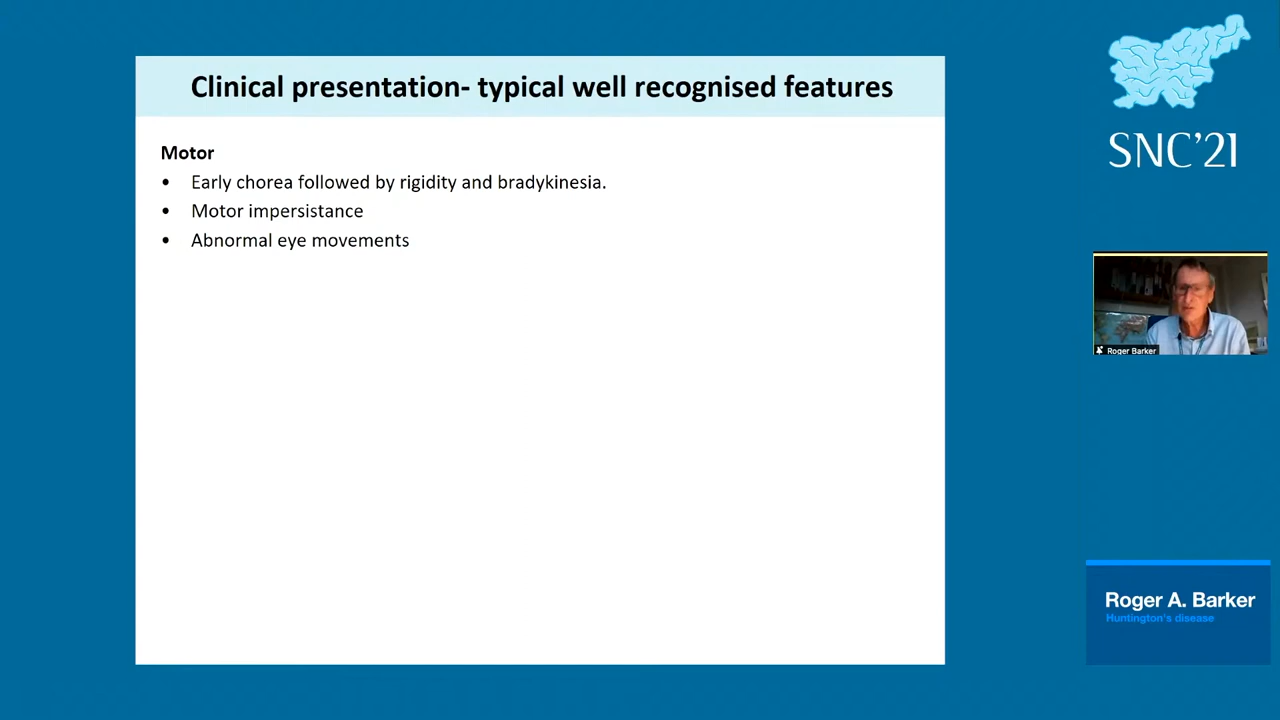 Clinical presentation- typical well recognised features
Motor
• Early chorea followed by rigidity and bradykinesia.
• Motor impersistance
• Abnormal eye movements
SNC'21
Roger Barker
Roger A. Barker
Huntington's disease